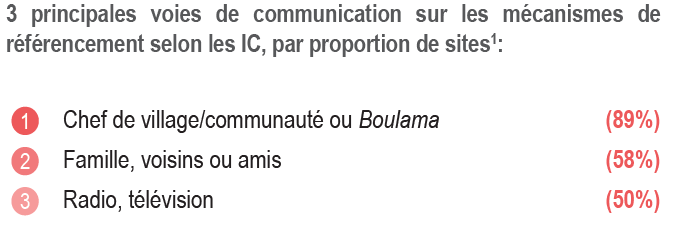 3 principales voies de communication sur les mécanismes de
référencement selon les IC, par proportion de sites¹:
1 Chef de village/communauté ou Boulama (89%)
2 Famille, voisins ou amis (58%)
3 Radio, télévision (50%)